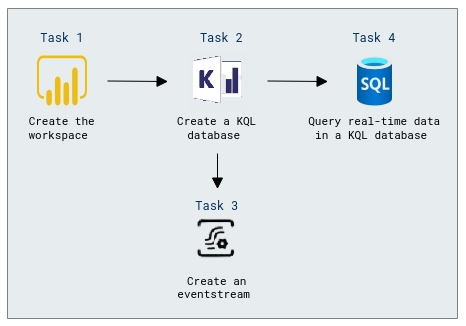 Task 1
Create the
workspace
Task 2
K
Create a KQL
database
Task 4
SQL
Query real-time data
in a KQL database
Task 3
Create an
eventstream